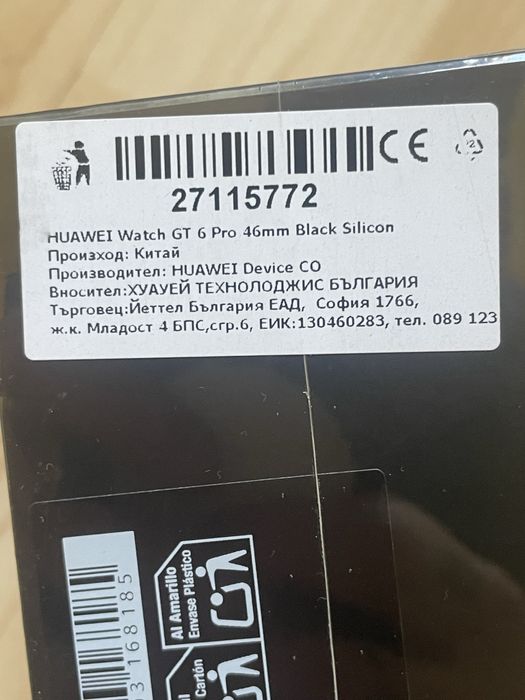 CE
27115772
HUAWEI Watch GT 6 Pro 46mm Black Silicon
Произход: Китай
Производител: HUAWEI Device CO
Вносител:ХУАУЕЙ ТЕХНОЛОДЖИС БЪЛГАРИЯ
Търговец:Йеттел България ЕАД, София 1766,
ж.к. Младост 4 БПС,сгр.6, ЕИК:130460283, тел. 089 123
3168185
Al Amarillo
Envase Plástico
Cartón